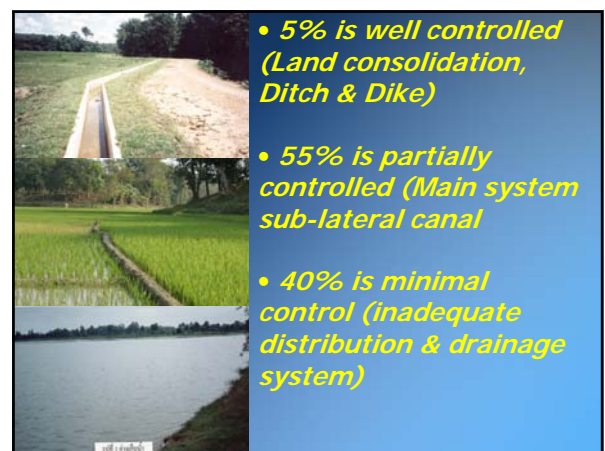 • 5% is well controlled
(Land consolidation,
Ditch & Dike)
• 55% is partially
controlled (Main system
sub-lateral canal
• 40% is minimal
control (inadequate
distribution & drainage
system)